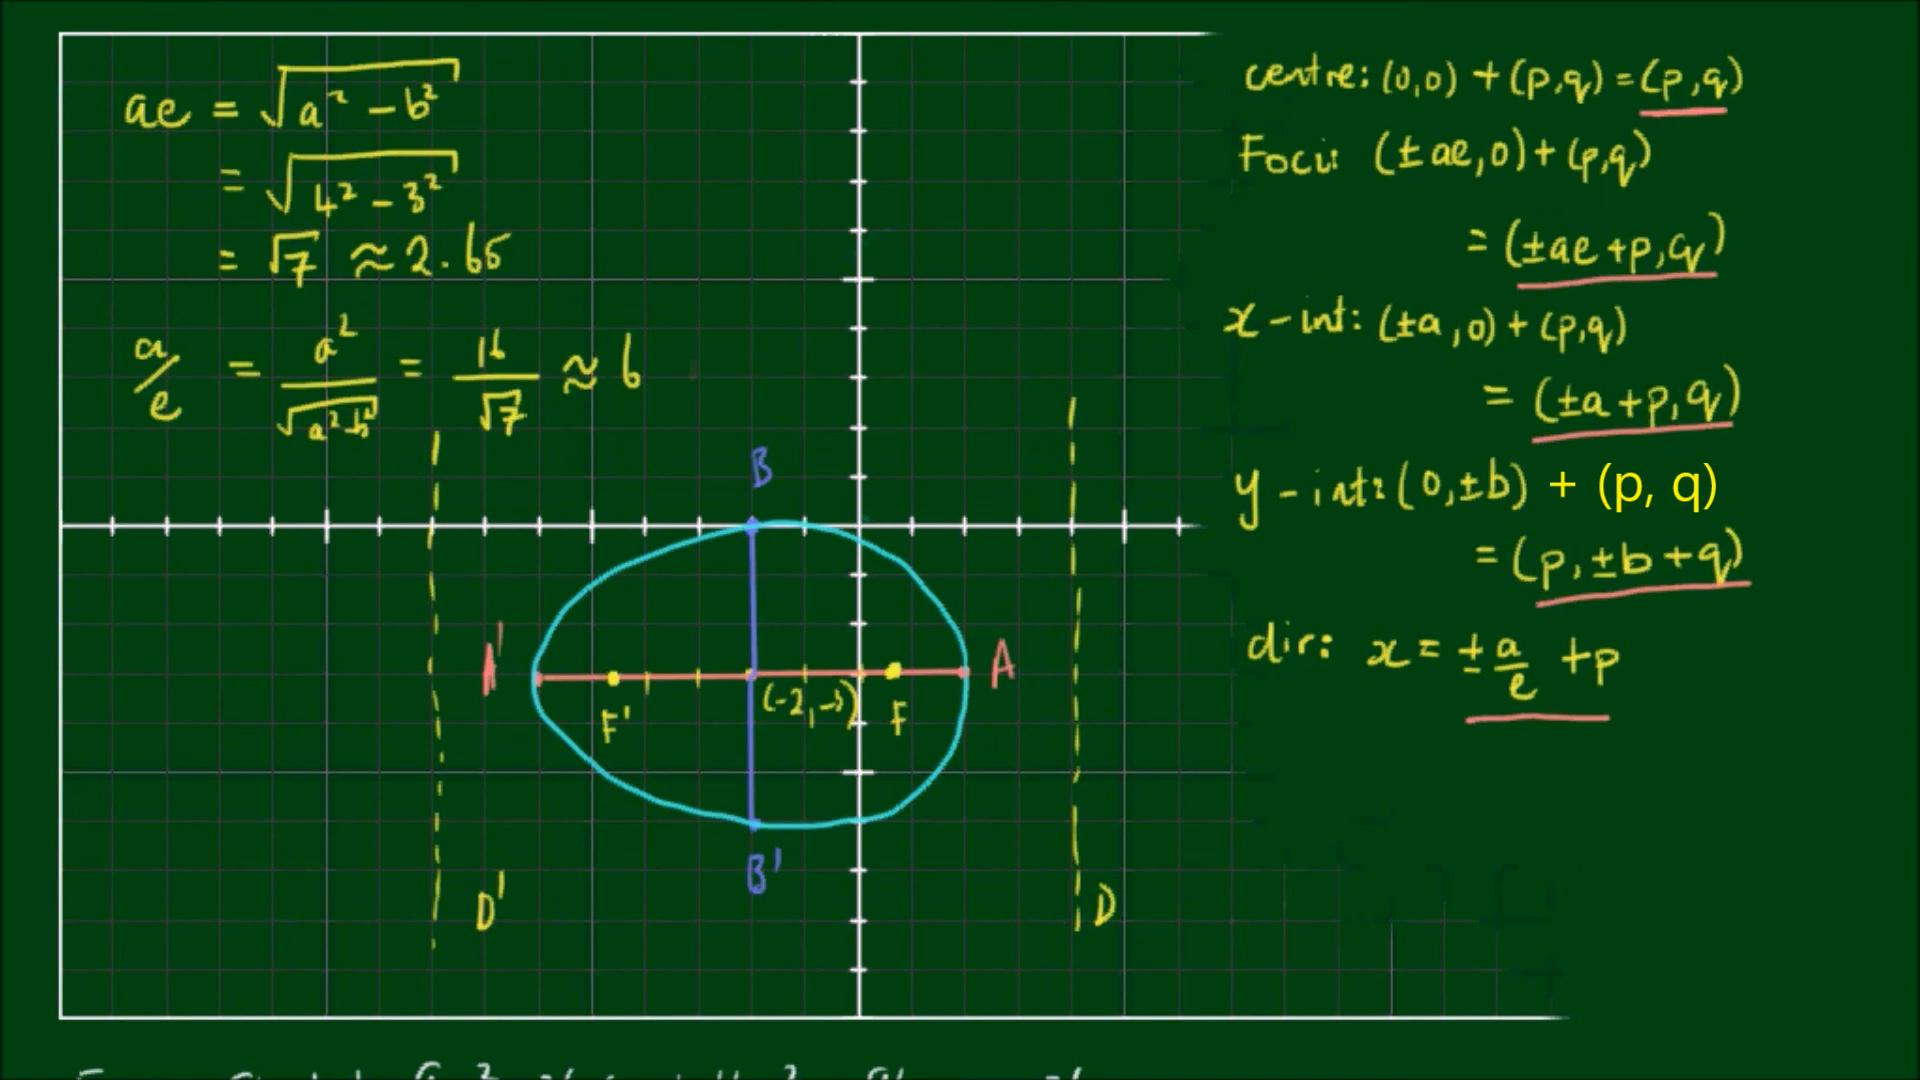 ae = √(a² − b²)
= √(4² − 3²)
= √7 ≈ 2.65
a/e = a²/√(a²-b²) = 16/√7 ≈ 6
B
A'
A
F'
(-2,-3)
F
B'
D'
D
centre: (0,0) + (p,q) = (p,q)
Foci: (± ae, 0) + (p,q)
= (±ae + p, q)
x-int: (±a, 0) + (p,q)
= (±a + p, q)
y-int: (0, ±b) + (p, q)
= (p, ±b + q)
dir: x = ± a/e + p